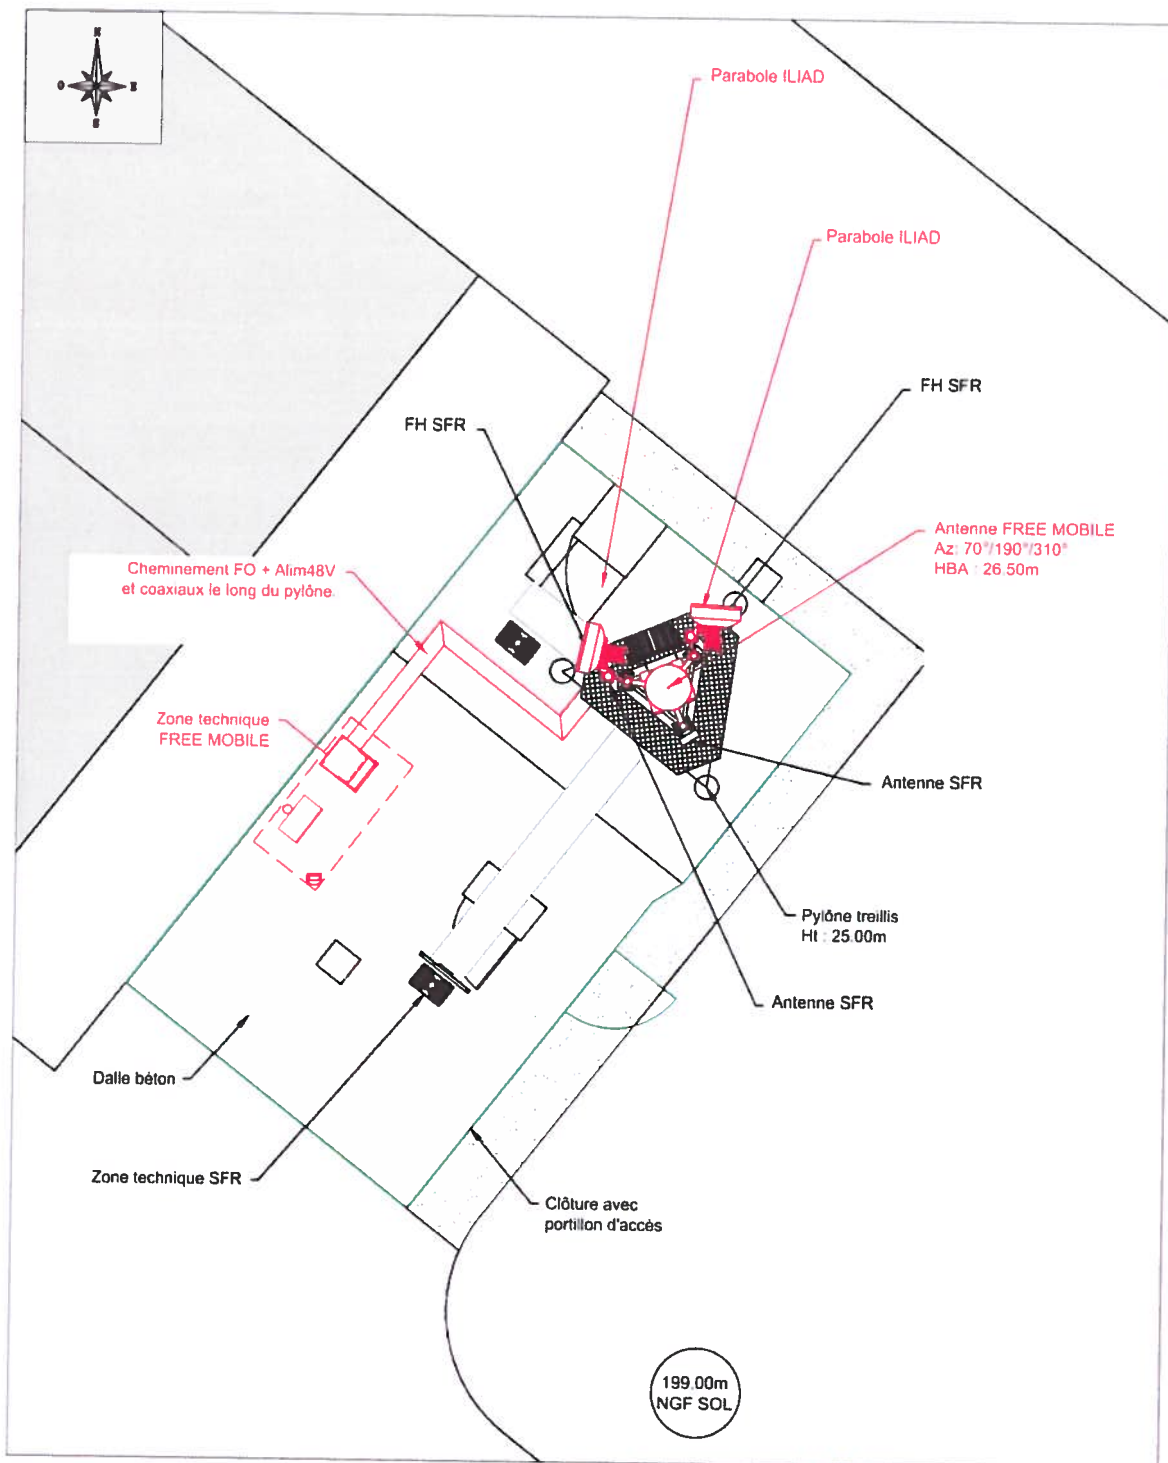 N
O
E
S
Parabole ILIAD
Parabole ILIAD
FH SFR
FH SFR
Antenne FREE MOBILE
Az: 70°/190°/310°
HBA : 26.50m
Cheminement FO + Alim48V
et coaxiaux le long du pylône.
Zone technique
FREE MOBILE
Antenne SFR
Pylône treillis
Ht : 25.00m
Antenne SFR
Dalle béton
Zone technique SFR
Clôture avec
portillon d'accès
199.00m
NGF SOL